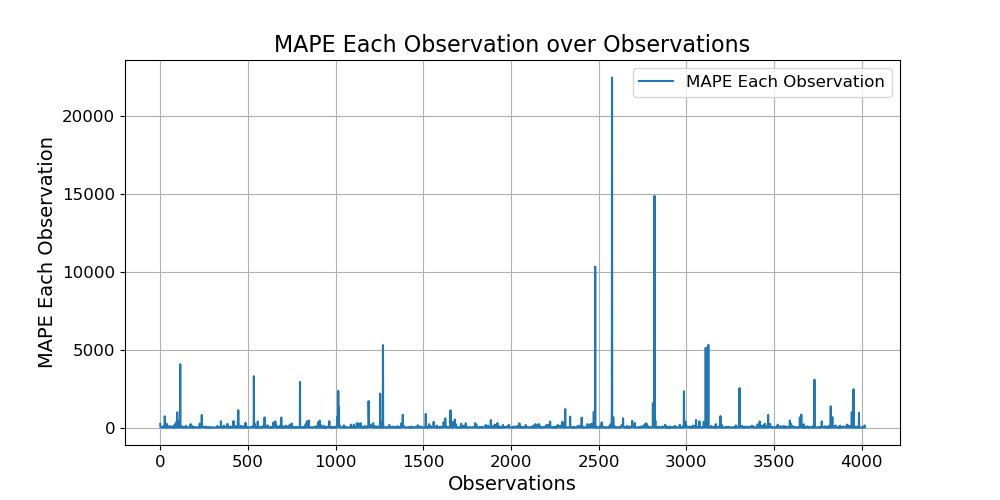 MAPE Each Observation over Observations
MAPE Each Observation
20000
15000
10000
5000
0
MAPE Each Observation
0 500 1000 1500 2000 2500 3000 3500 4000
Observations